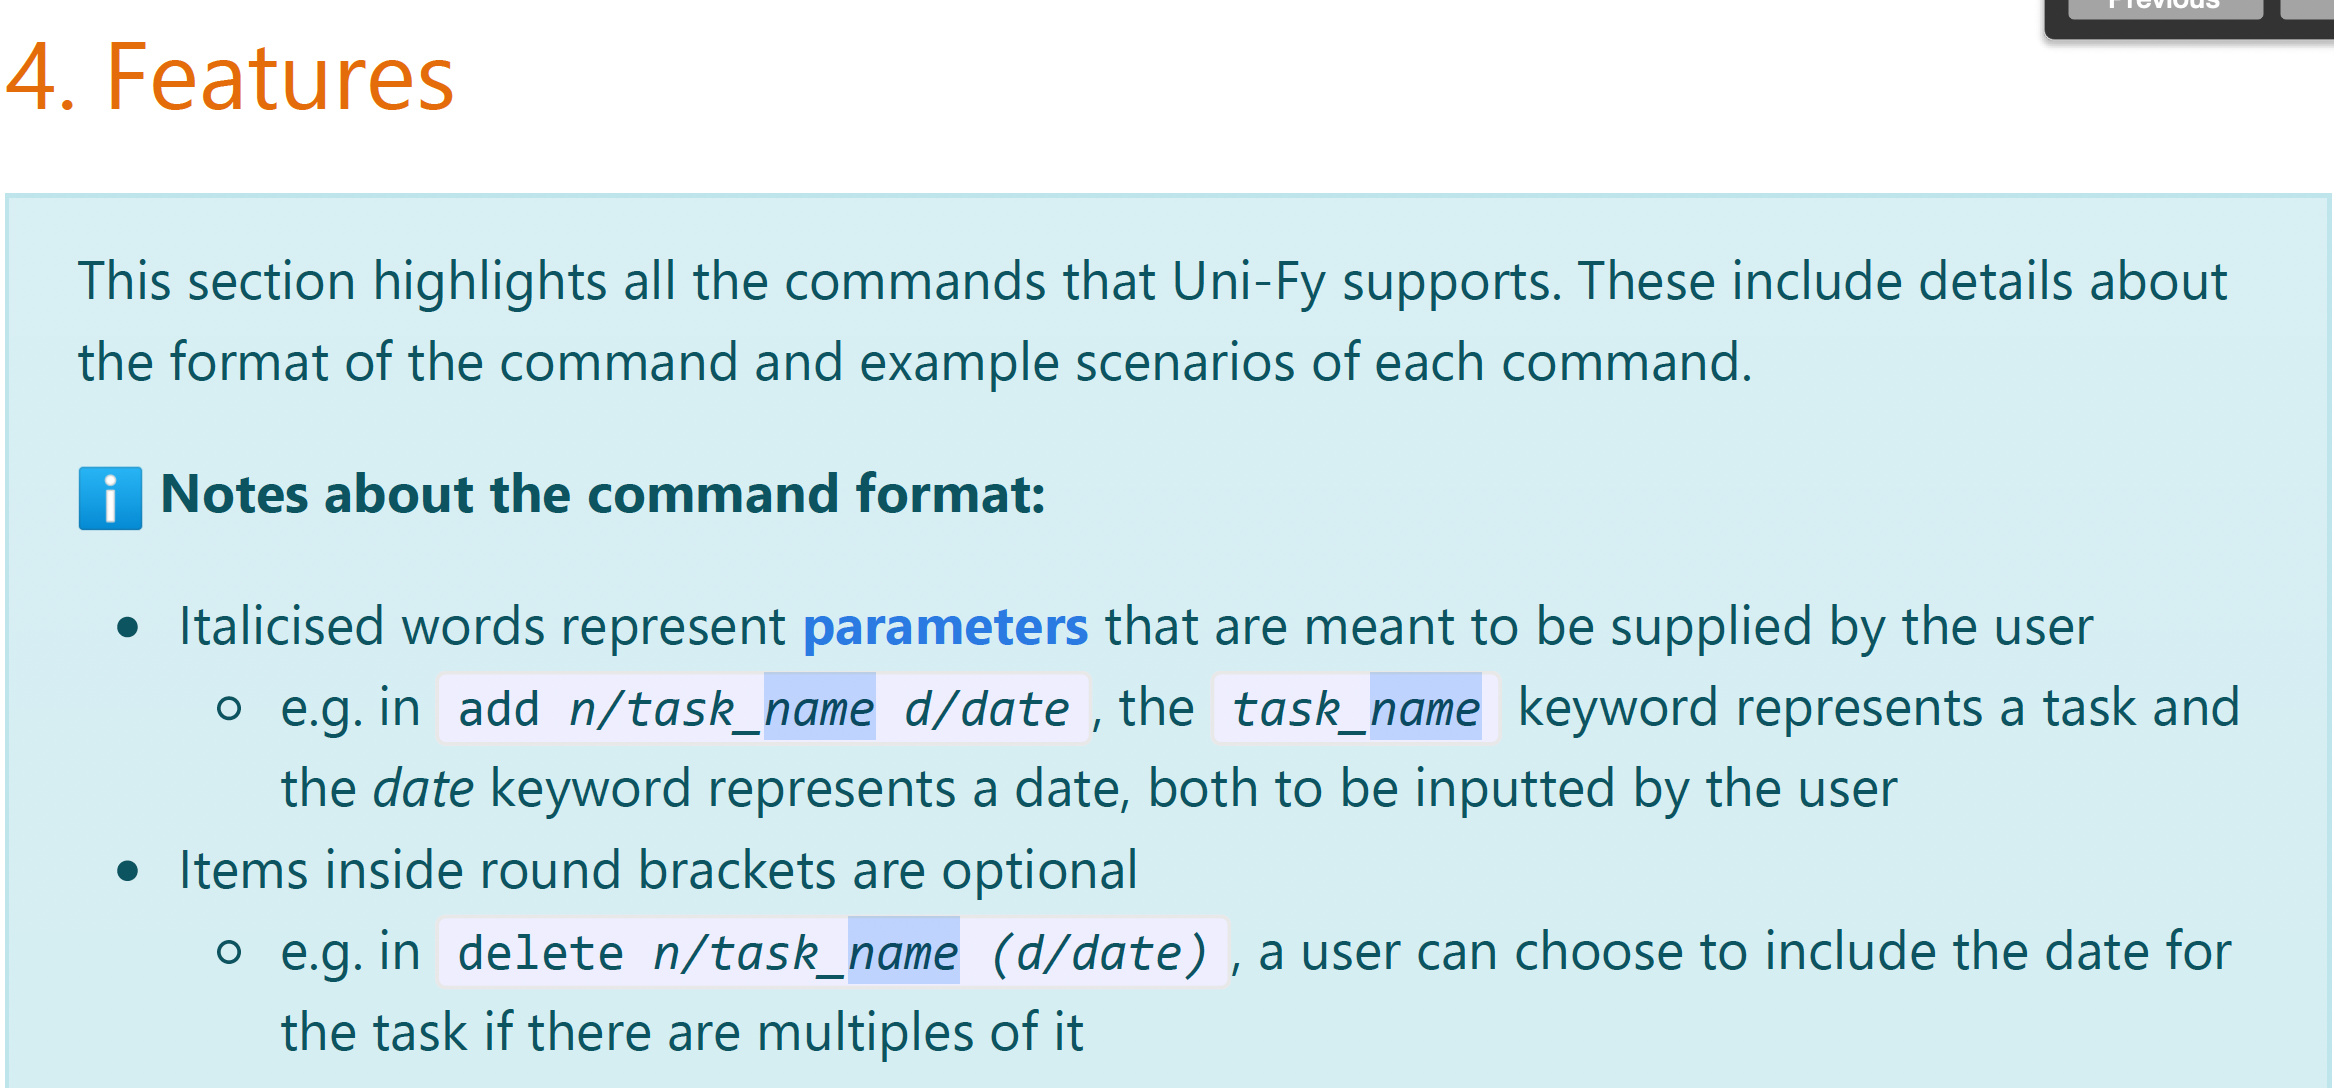 Previous
4. Features
This section highlights all the commands that Uni-Fy supports. These include details about
the format of the command and example scenarios of each command.
Notes about the command format:
Italicised words represent parameters that are meant to be supplied by the user
e.g. in add n/task_name d/date, the task_name keyword represents a task and
the date keyword represents a date, both to be inputted by the user
Items inside round brackets are optional
e.g. in delete n/task_name (d/date), a user can choose to include the date for
the task if there are multiples of it